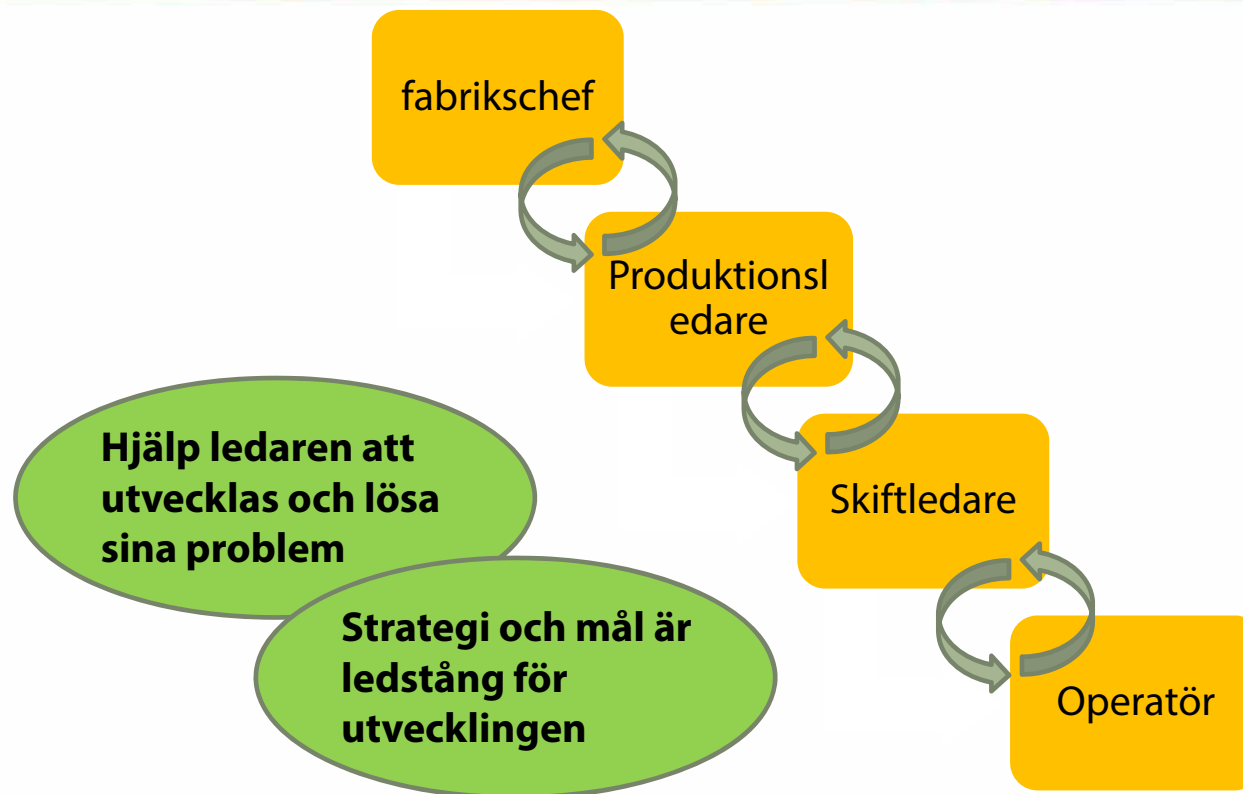 fabrikschef
Produktionsl
edare
Skiftledare
Operatör
Hjälp ledaren att
utvecklas och lösa
sina problem
Strategi och mål är
ledstång för
utvecklingen